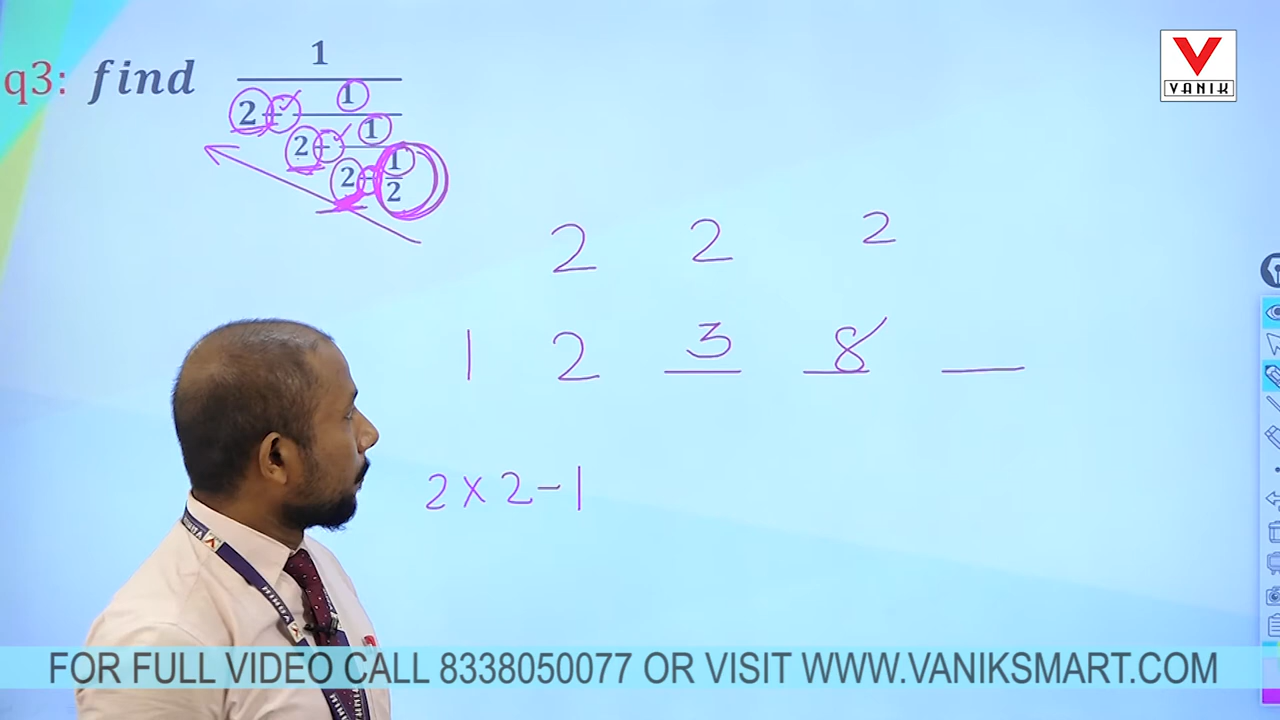 q3: find
1
2+ 1
2+ 1
2- 1
2
VANIK
2 2 2
1 2 3 8
2×2-1
FOR FULL VIDEO CALL 8338050077 OR VISIT WWW.VANIKSMART.COM